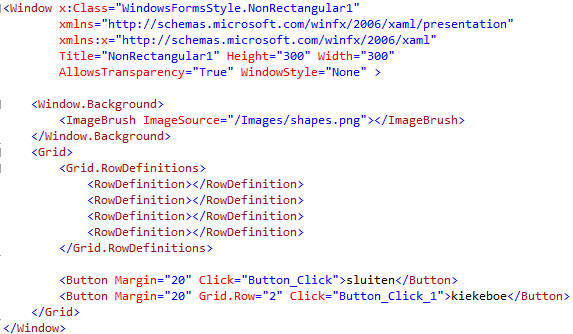 <Window x:Class="WindowsFormsStyle.NonRectangular1"
xmlns="http://schemas.microsoft.com/winfx/2006/xaml/presentation"
xmlns:x="http://schemas.microsoft.com/winfx/2006/xaml"
Title="NonRectangular1" Height="300" Width="300"
AllowsTransparency="True" WindowStyle="None" >
<Window.Background>
<ImageBrush ImageSource="/Images/shapes.png"></ImageBrush>
</Window.Background>
<Grid>
<Grid.RowDefinitions>
<RowDefinition></RowDefinition>
<RowDefinition></RowDefinition>
<RowDefinition></RowDefinition>
<RowDefinition></RowDefinition>
</Grid.RowDefinitions>
<Button Margin="20" Click="Button_Click">sluiten</Button>
<Button Margin="20" Grid.Row="2" Click="Button_Click_1">kiekeboe</Button>
</Grid>
</Window>